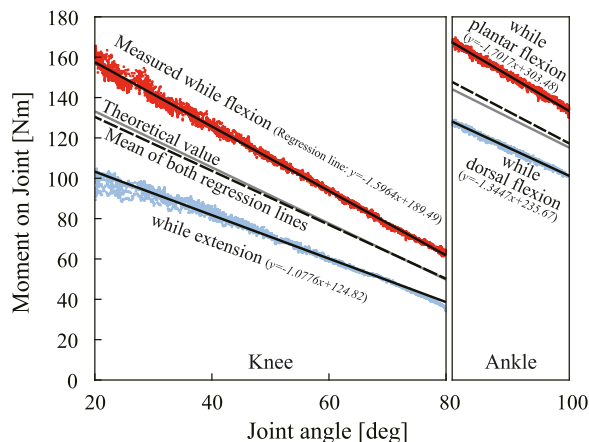 Moment on Joint [Nm]
180
160
140
120
100
80
60
40
20
0
Measured while flexion (Regression line: y=-1.5964x+189.49)
Theoretical value
Mean of both regression lines
while extension (y=-1.0776x+124.82)
Knee
20
40
60
80
while
plantar flexion
(y=-1.7017x+303.48)
while
dorsal flexion
(y=-1.3447x+235.67)
Ankle
80
100
Joint angle [deg]